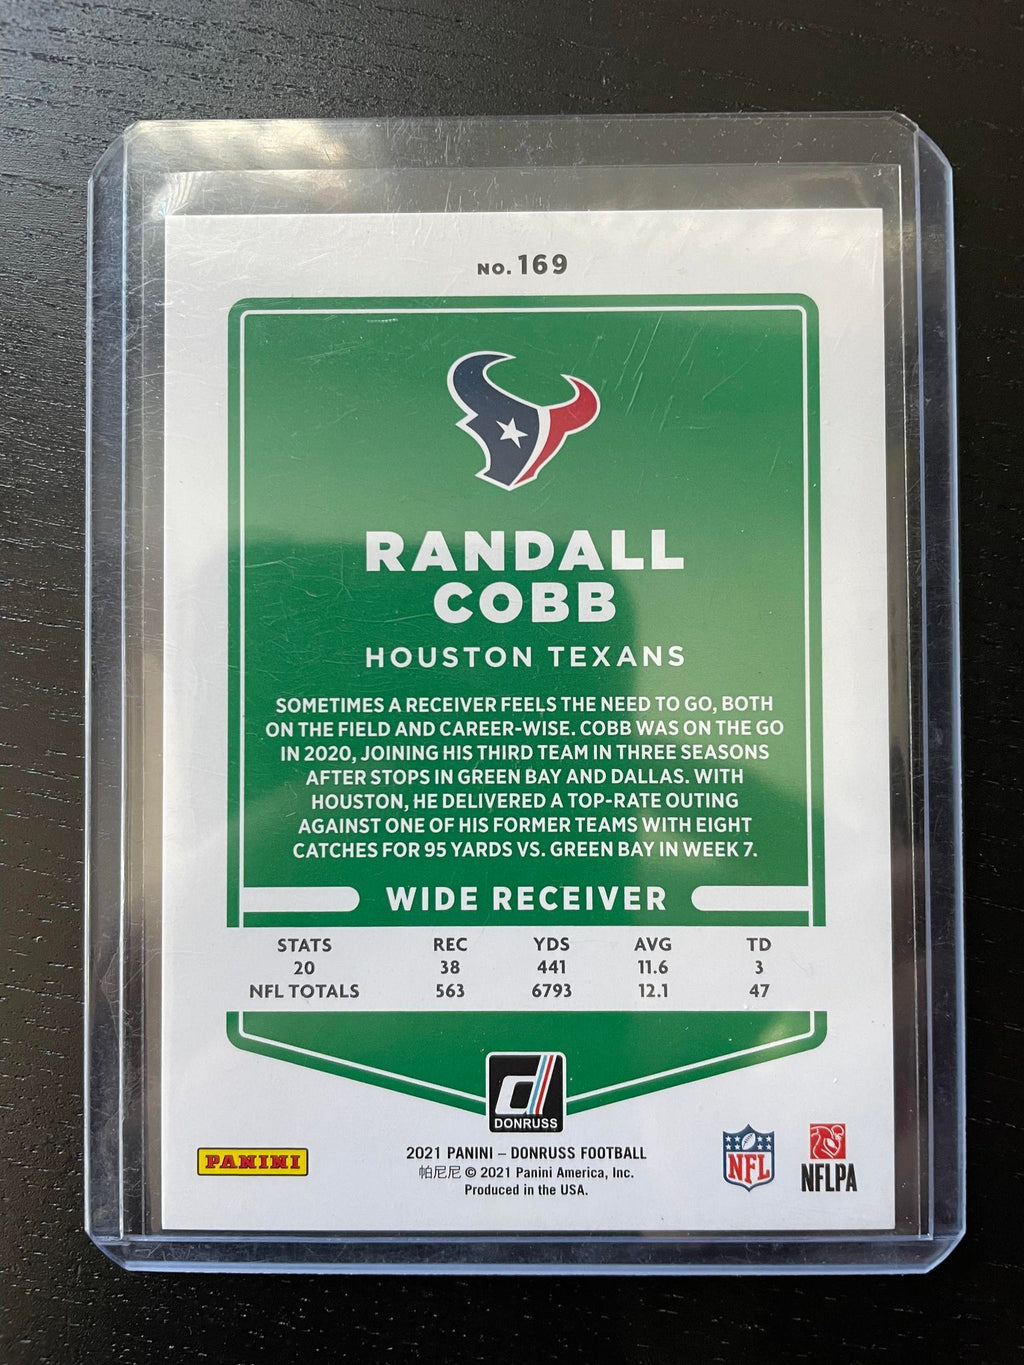 NO. 169
RANDALL
COBB
HOUSTON TEXANS
SOMETIMES A RECEIVER FEELS THE NEED TO GO, BOTH
ON THE FIELD AND CAREER-WISE. COBB WAS ON THE GO
IN 2020, JOINING HIS THIRD TEAM IN THREE SEASONS
AFTER STOPS IN GREEN BAY AND DALLAS. WITH
HOUSTON, HE DELIVERED A TOP-RATE OUTING
AGAINST ONE OF HIS FORMER TEAMS WITH EIGHT
CATCHES FOR 95 YARDS VS. GREEN BAY IN WEEK 7.
WIDE RECEIVER
STATS REC YDS AVG TD
20 38 441 11.6 3
NFL TOTALS 563 6793 12.1 47
d
DONRUSS
PANINI
2021 PANINI – DONRUSS FOOTBALL
帕尼尼 © 2021 Panini America, Inc.
Produced in the USA.
NFL
NFLPA